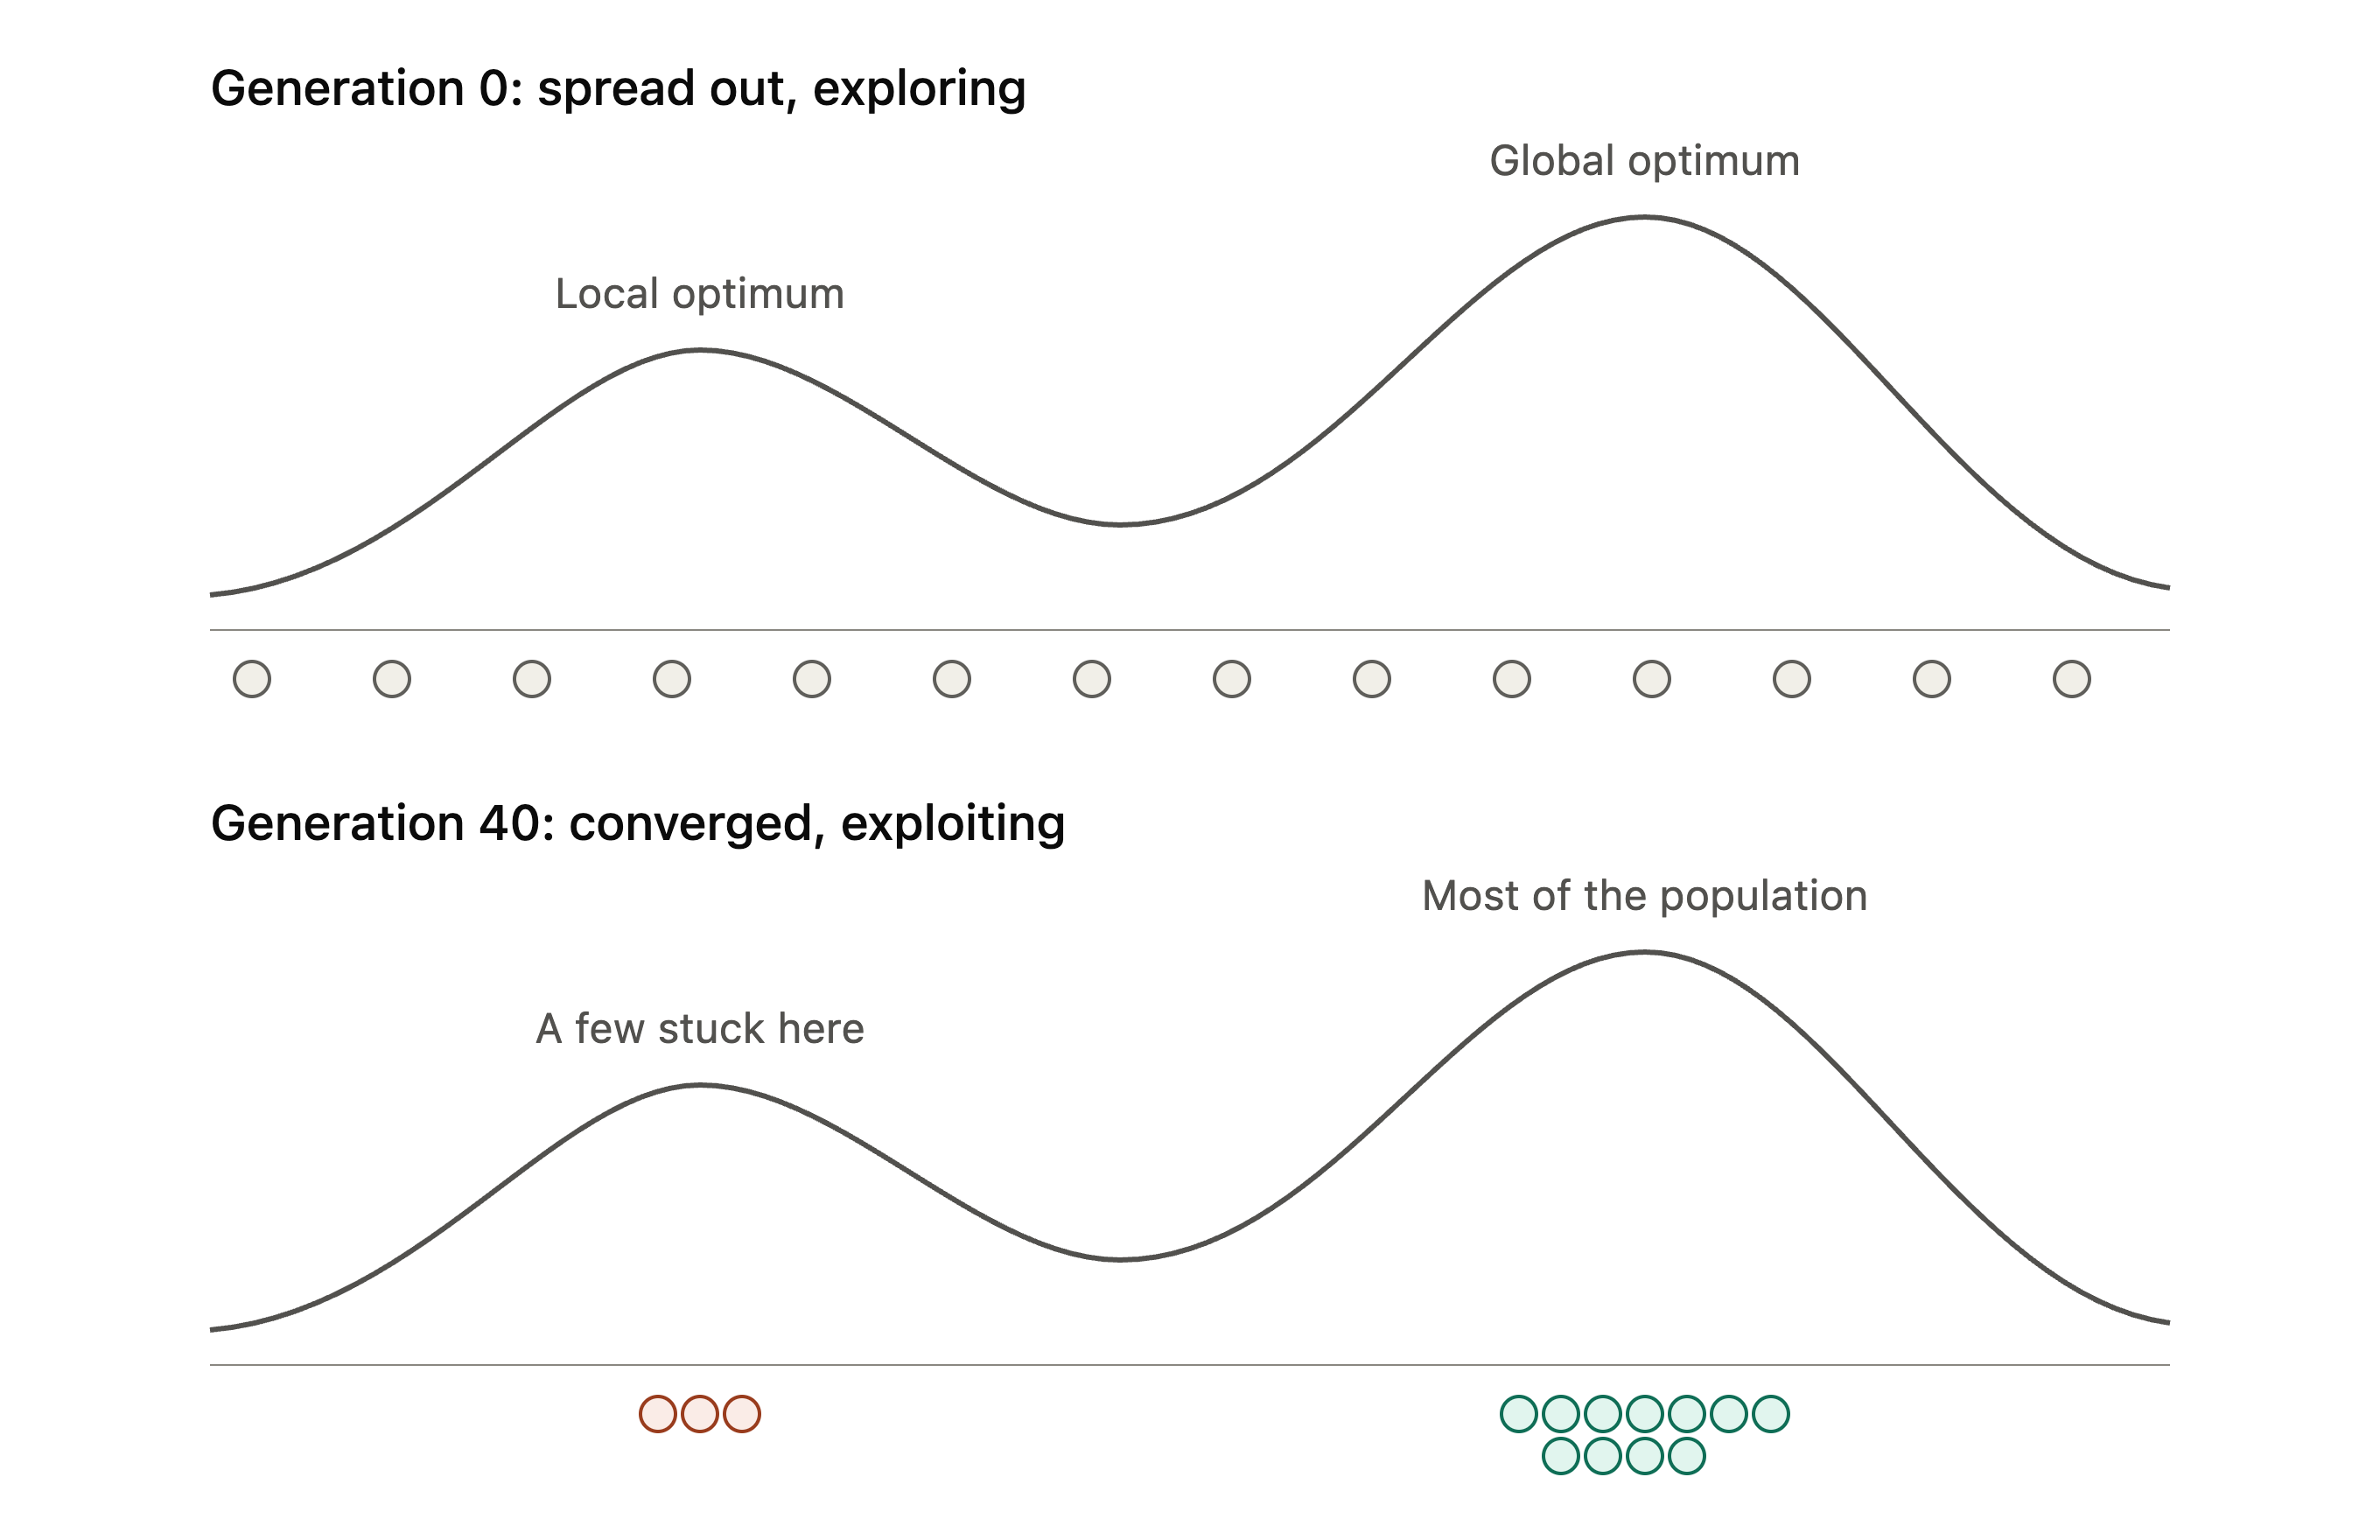 Generation 0: spread out, exploring
Global optimum
Local optimum
Generation 40: converged, exploiting
Most of the population
A few stuck here